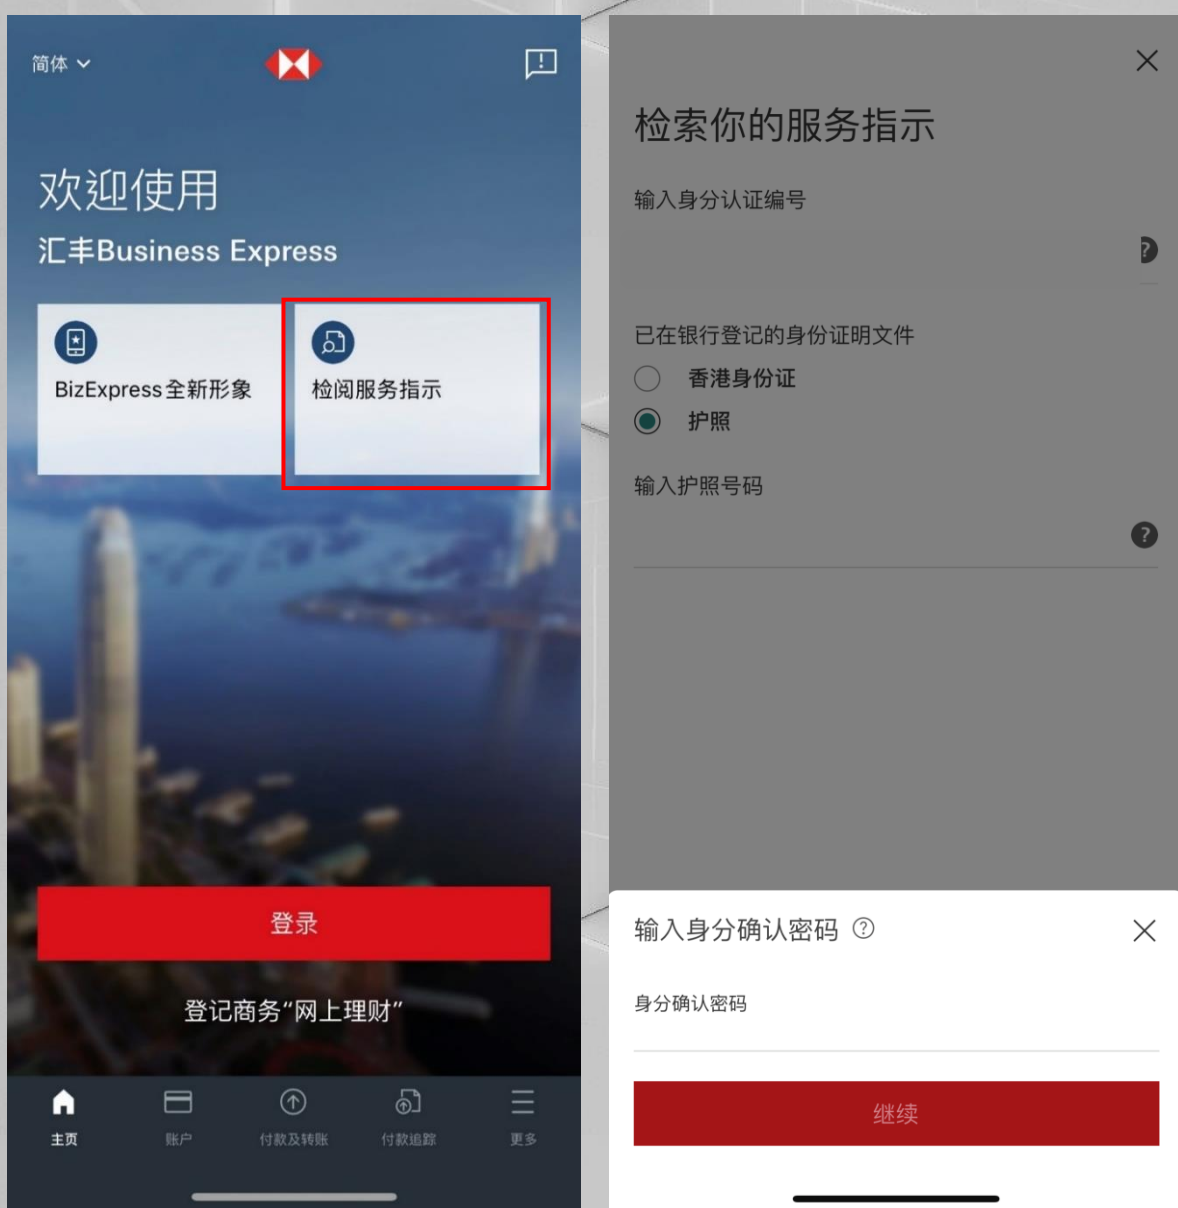 简体
欢迎使用
汇丰Business Express
BizExpress全新形象
检阅服务指示
登录
登记商务“网上理财”
主页
账户
付款及转账
付款追踪
更多
检索你的服务指示
输入身分认证编号
?
已在银行登记的身份证明文件
香港身份证
护照
输入护照号码
?
输入身分确认密码 ?
身分确认密码
继续